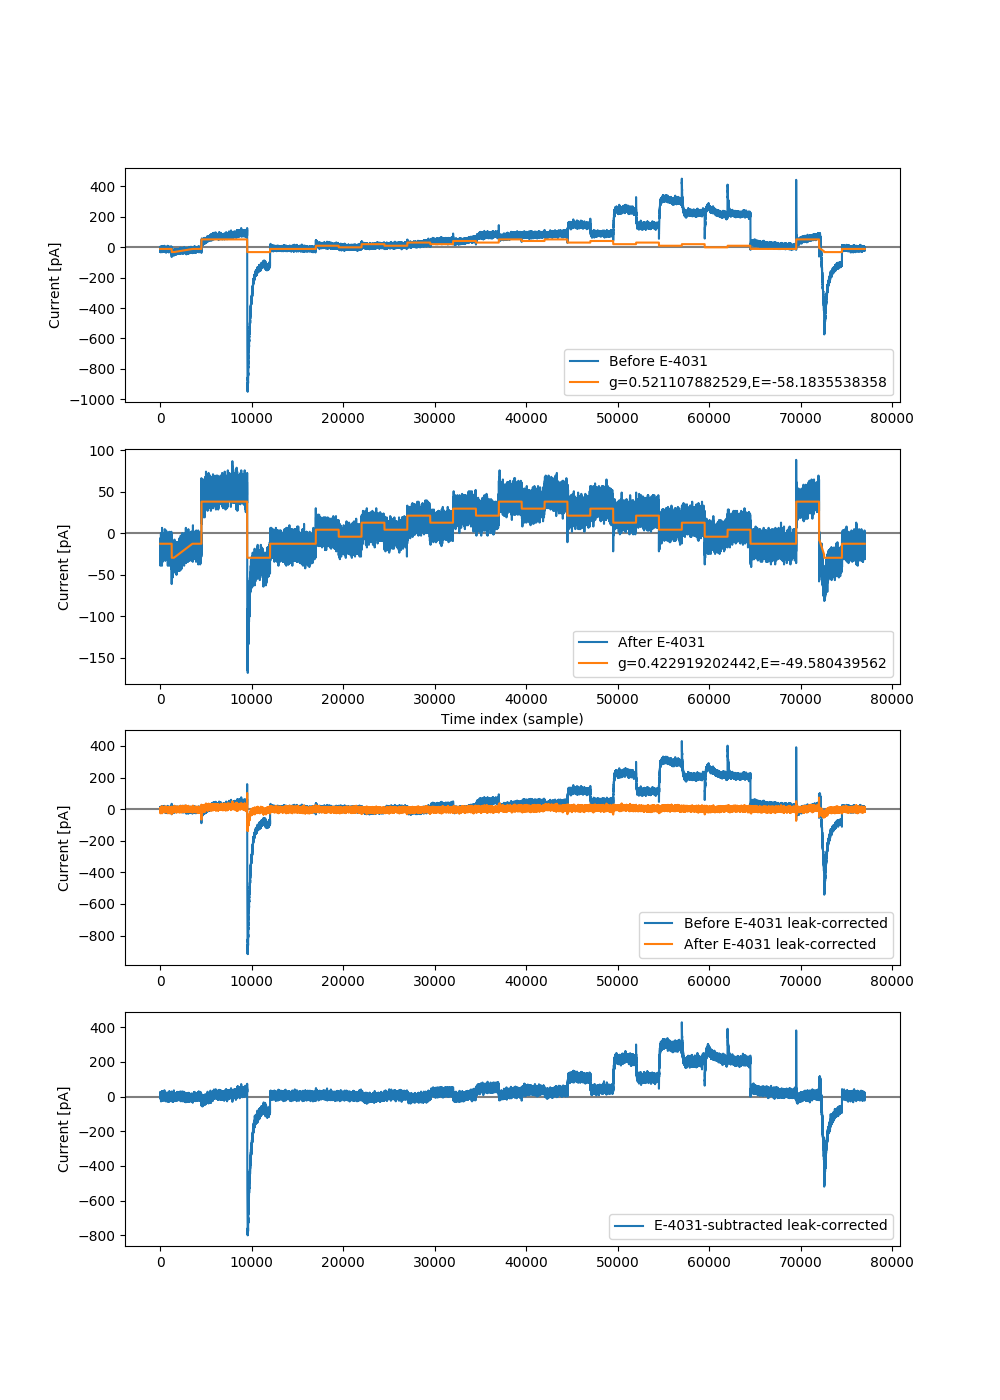 400
200
0
−200
−400
−600
−800
−1000
Current [pA]
Before E-4031
g=0.521107882529,E=-58.1835538358
0 10000 20000 30000 40000 50000 60000 70000 80000
100
50
0
−50
−100
−150
Current [pA]
After E-4031
g=0.422919202442,E=-49.580439562
0 10000 20000 30000 40000 50000 60000 70000 80000
Time index (sample)
400
200
0
−200
−400
−600
−800
Current [pA]
Before E-4031 leak-corrected
After E-4031 leak-corrected
0 10000 20000 30000 40000 50000 60000 70000 80000
400
200
0
−200
−400
−600
−800
Current [pA]
E-4031-subtracted leak-corrected
0 10000 20000 30000 40000 50000 60000 70000 80000